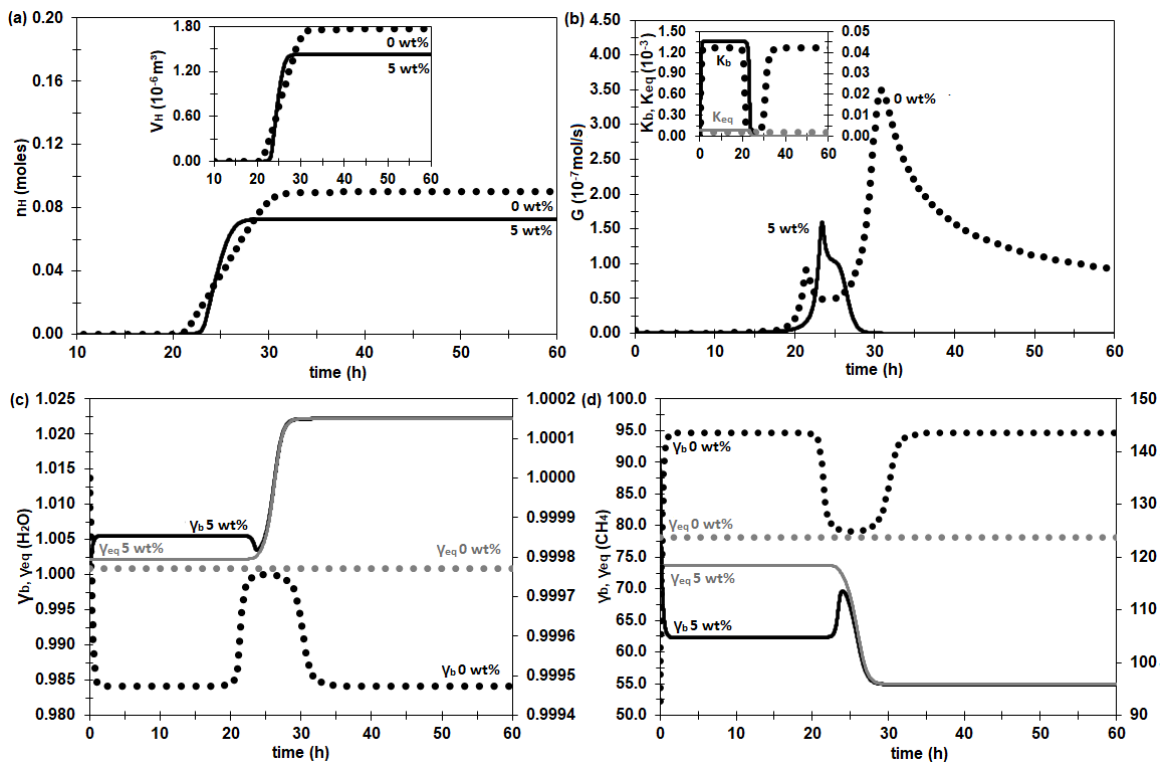 (a)
0.20
0.16
0.12
0.08
0.04
0.00
nH (moles)
10 20 30 40 50 60
time (h)
1.80
1.20
0.60
0.00
VH (10-6m³)
10 20 30 40 50 60
0 wt%
5 wt%
0 wt%
5 wt%
(b)
4.50
4.00
3.50
3.00
2.50
2.00
1.50
1.00
0.50
0.00
G (10-7mol/s)
0 10 20 30 40 50 60
time (h)
1.50
1.20
0.90
0.60
0.30
0.00
Kb, Keq (10-3)
0.05
0.04
0.03
0.02
0.01
0.00
0 20 40 60
Kb
Keq
0 wt%
5 wt%
(c)
1.025
1.020
1.015
1.010
1.005
1.000
0.995
0.990
0.985
0.980
γb, γeq (H2O)
1.0002
1.0001
1.0000
0.9999
0.9998
0.9997
0.9996
0.9995
0.9994
0 10 20 30 40 50 60
time (h)
γb 5 wt%
γeq 5 wt%
γeq 0 wt%
γb 0 wt%
(d)
100.0
95.0
90.0
85.0
80.0
75.0
70.0
65.0
60.0
55.0
50.0
γb, γeq (CH4)
150
140
130
120
110
100
90
0 10 20 30 40 50 60
time (h)
γb 0 wt%
γeq 0 wt%
γeq 5 wt%
γb 5 wt%